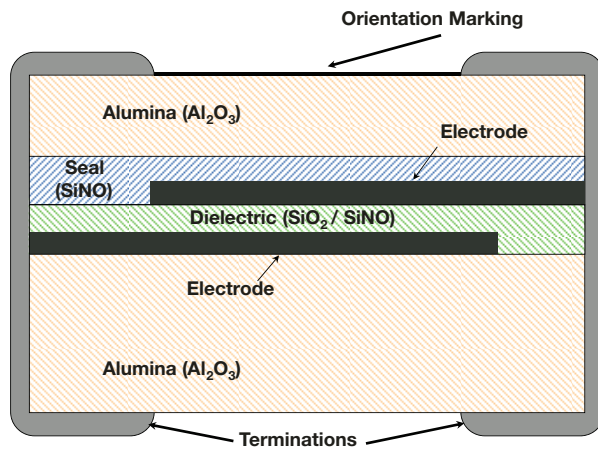 Orientation Marking
Alumina (Al₂O₃)
Electrode
Seal
(SiNO)
Dielectric (SiO₂ / SiNO)
Electrode
Alumina (Al₂O₃)
Terminations